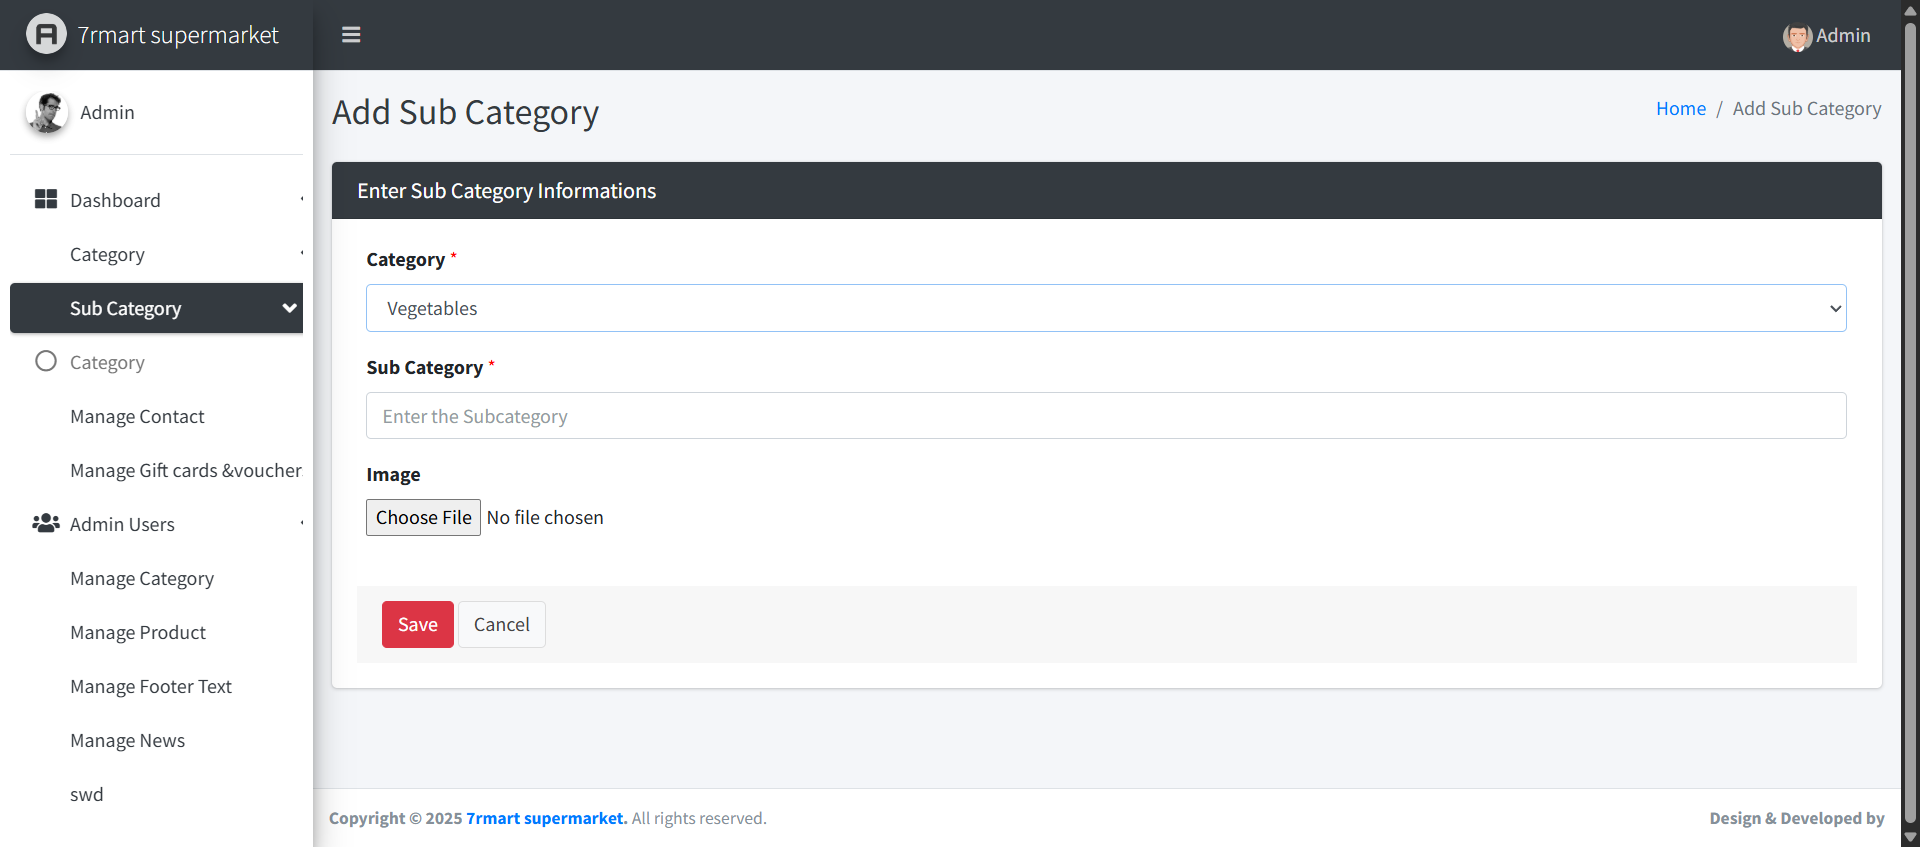 7rmart supermarket
Admin
Admin
Add Sub Category
Home / Add Sub Category
Dashboard
Category
Sub Category
Category
Manage Contact
Manage Gift cards &voucher
Admin Users
Manage Category
Manage Product
Manage Footer Text
Manage News
swd
Enter Sub Category Informations
Category *
Vegetables
Sub Category *
Enter the Subcategory
Image
Choose File No file chosen
Save Cancel
Copyright © 2025 7rmart supermarket. All rights reserved.
Design & Developed by